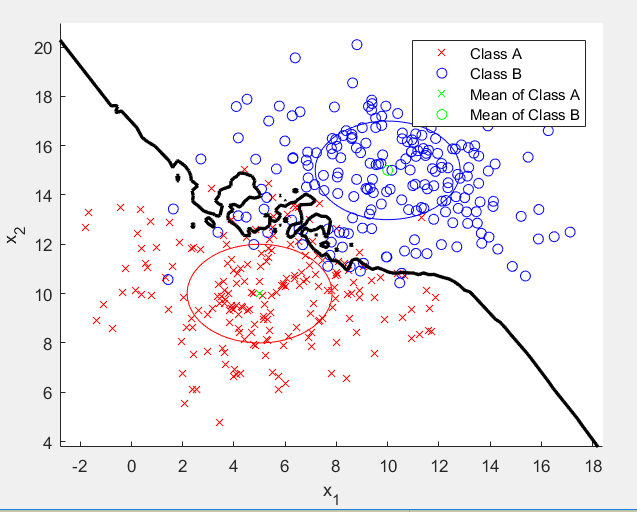 Class A
Class B
Mean of Class A
Mean of Class B
20
18
16
14
12
10
8
6
4
x2
-2 0 2 4 6 8 10 12 14 16 18
x1